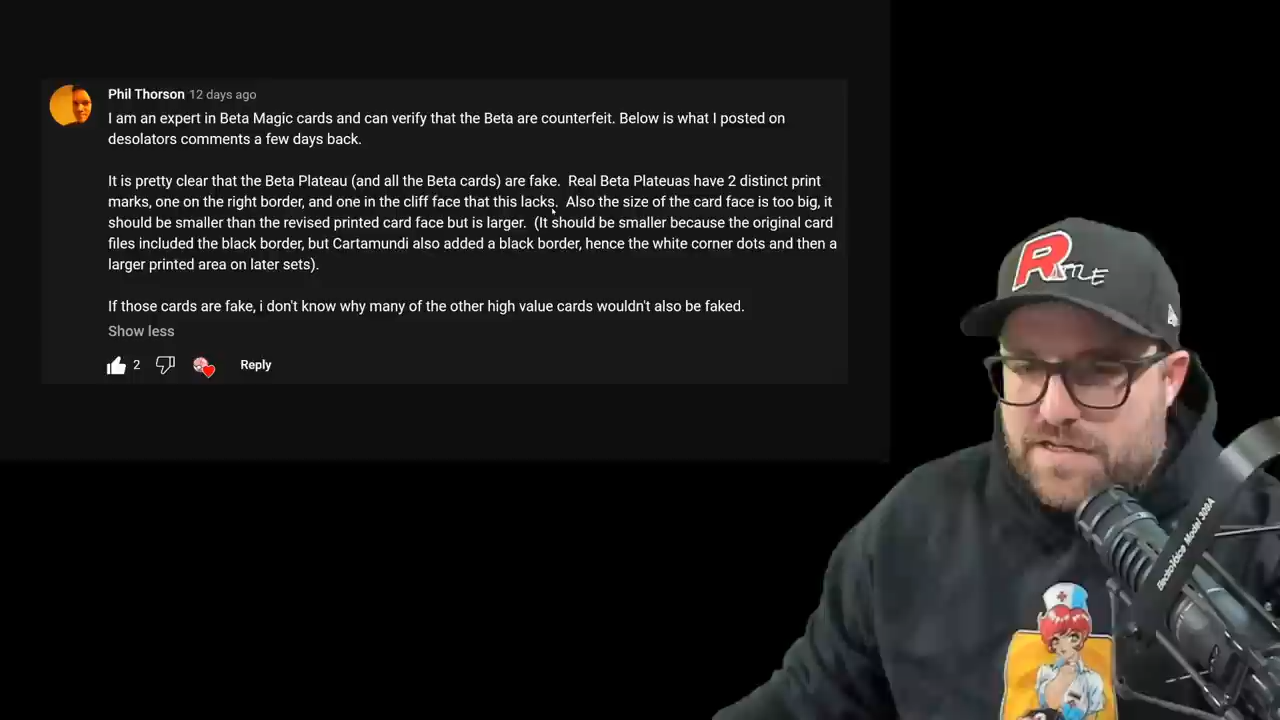 Phil Thorson 12 days ago
I am an expert in Beta Magic cards and can verify that the Beta are counterfeit. Below is what I posted on
desolators comments a few days back.
It is pretty clear that the Beta Plateau (and all the Beta cards) are fake. Real Beta Plateuas have 2 distinct print
marks, one on the right border, and one in the cliff face that this lacks. Also the size of the card face is too big, it
should be smaller than the revised printed card face but is larger. (It should be smaller because the original card
files included the black border, but Cartamundi also added a black border, hence the white corner dots and then a
larger printed area on later sets).
If those cards are fake, i don't know why many of the other high value cards wouldn't also be faked.
Show less
2 Reply
R
ElectroVoice Model 309A